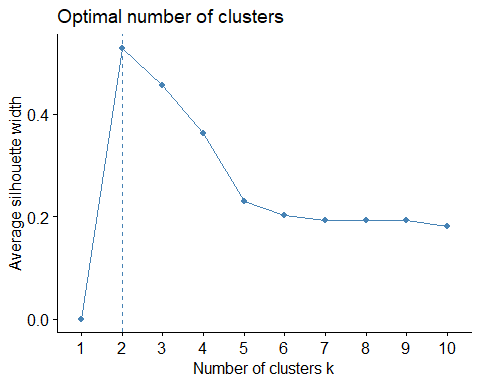 Optimal number of clusters
Average silhouette width
0.4
0.2
0.0
1 2 3 4 5 6 7 8 9 10
Number of clusters k